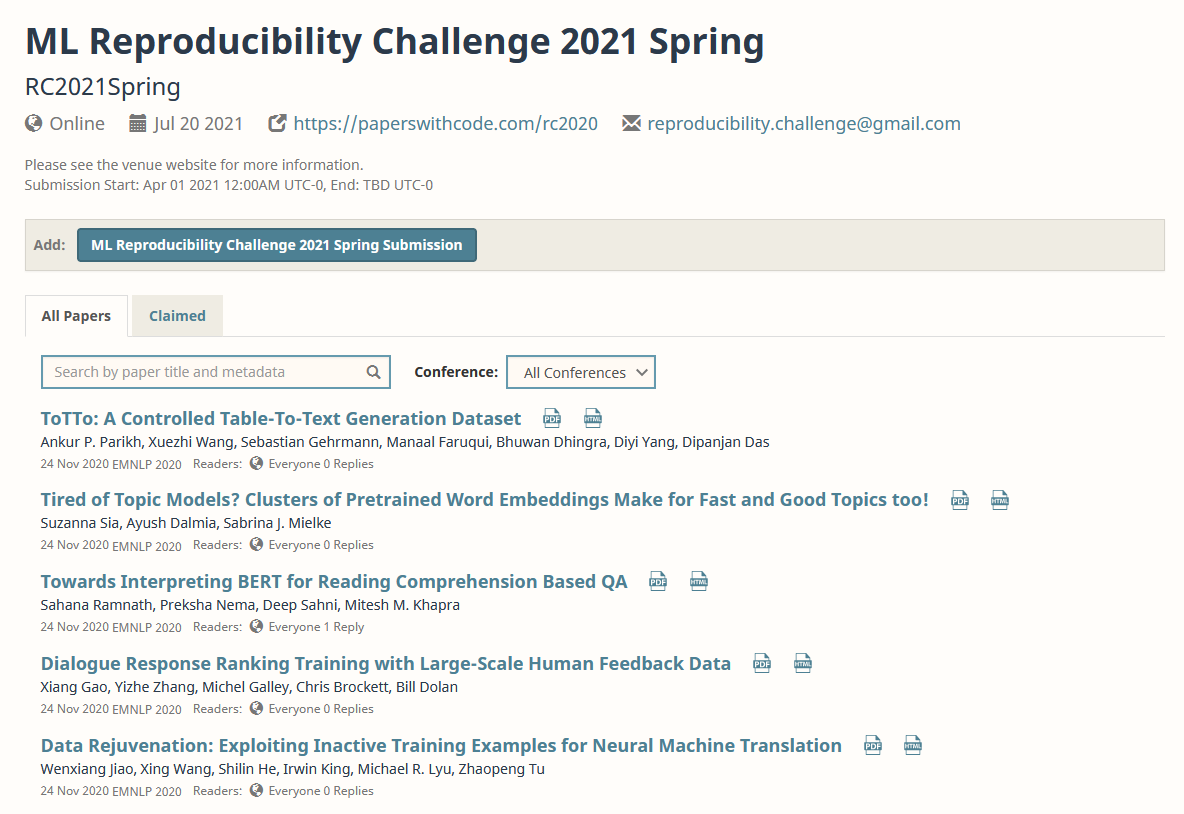 ML Reproducibility Challenge 2021 Spring
RC2021Spring
Online Jul 20 2021 https://paperswithcode.com/rc2020 reproducibility.challenge@gmail.com
Please see the venue website for more information.
Submission Start: Apr 01 2021 12:00AM UTC-0, End: TBD UTC-0
Add: ML Reproducibility Challenge 2021 Spring Submission
All Papers Claimed
Search by paper title and metadata Conference: All Conferences
ToTTo: A Controlled Table-To-Text Generation Dataset PDF HTML
Ankur P. Parikh, Xuezhi Wang, Sebastian Gehrmann, Manaal Faruqui, Bhuwan Dhingra, Diyi Yang, Dipanjan Das
24 Nov 2020 EMNLP 2020 Readers: Everyone 0 Replies
Tired of Topic Models? Clusters of Pretrained Word Embeddings Make for Fast and Good Topics too! PDF HTML
Suzanna Sia, Ayush Dalmia, Sabrina J. Mielke
24 Nov 2020 EMNLP 2020 Readers: Everyone 0 Replies
Towards Interpreting BERT for Reading Comprehension Based QA PDF HTML
Sahana Ramnath, Preksha Nema, Deep Sahni, Mitesh M. Khapra
24 Nov 2020 EMNLP 2020 Readers: Everyone 1 Reply
Dialogue Response Ranking Training with Large-Scale Human Feedback Data PDF HTML
Xiang Gao, Yizhe Zhang, Michel Galley, Chris Brockett, Bill Dolan
24 Nov 2020 EMNLP 2020 Readers: Everyone 0 Replies
Data Rejuvenation: Exploiting Inactive Training Examples for Neural Machine Translation PDF HTML
Wenxiang Jiao, Xing Wang, Shilin He, Irwin King, Michael R. Lyu, Zhaopeng Tu
24 Nov 2020 EMNLP 2020 Readers: Everyone 0 Replies